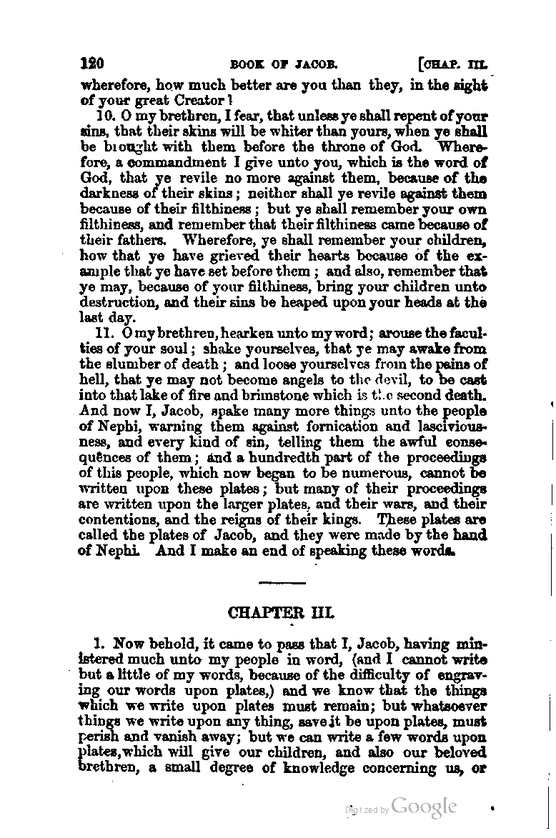 120 BOOK OF JACOB. [CHAP. III.
wherefore, how much better are you than they, in the sight
of your great Creator?
10. O my brethren, I fear, that unless ye shall repent of your
sins, that their skins will be whiter than yours, when ye shall
be brought with them before the throne of God. Where-
fore, a commandment I give unto you, which is the word of
God, that ye revile no more against them, because of the
darkness of their skins; neither shall ye revile against them
because of their filthiness; but ye shall remember your own
filthiness, and remember that their filthiness came because of
their fathers. Wherefore, ye shall remember your children,
how that ye have grieved their hearts because of the ex-
ample that ye have set before them; and also, remember that
ye may, because of your filthiness, bring your children unto
destruction, and their sins be heaped upon your heads at the
last day.
11. O my brethren, hearken unto my word; arouse the facul-
ties of your soul; shake yourselves, that ye may awake from
the slumber of death; and loose yourselves from the pains of
hell, that ye may not become angels to the devil, to be cast
into that lake of fire and brimstone which is the second death.
And now I, Jacob, spake many more things unto the people
of Nephi, warning them against fornication and lascivious-
ness, and every kind of sin, telling them the awful conse-
quences of them; and a hundredth part of the proceedings
of this people, which now began to be numerous, cannot be
written upon these plates; but many of their proceedings
are written upon the larger plates, and their wars, and their
contentions, and the reigns of their kings. These plates are
called the plates of Jacob, and they were made by the hand
of Nephi. And I make an end of speaking these words.
CHAPTER III.
1. Now behold, it came to pass that I, Jacob, having min-
istered much unto my people in word, (and I cannot write
but a little of my words, because of the difficulty of engrav-
ing our words upon plates,) and we know that the things
which we write upon plates must remain; but whatsoever
things we write upon any thing, save it be upon plates, must
perish and vanish away; but we can write a few words upon
plates, which will give our children, and also our beloved
brethren, a small degree of knowledge concerning us, or
Digitized by Google